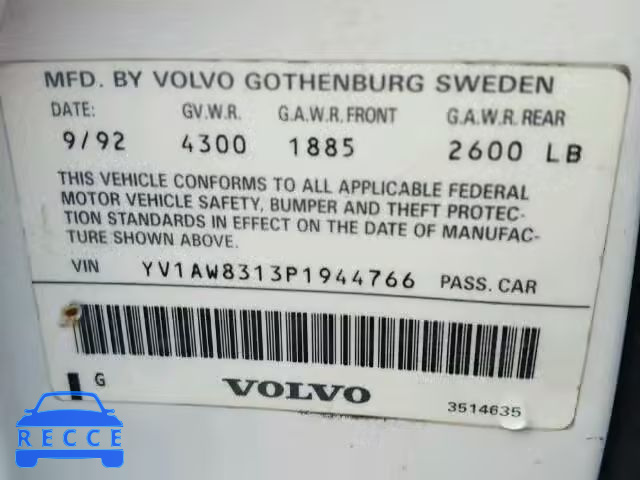 MFD. BY VOLVO GOTHENBURG SWEDEN
DATE: GV.W.R. G.A.W.R. FRONT G.A.W.R. REAR
9/92 4300 1885 2600 LB
THIS VEHICLE CONFORMS TO ALL APPLICABLE FEDERAL
MOTOR VEHICLE SAFETY, BUMPER AND THEFT PROTEC-
TION STANDARDS IN EFFECT ON THE DATE OF MANUFAC-
TURE SHOWN ABOVE.
VIN YV1AW8313P1944766 PASS. CAR
G VOLVO 3514635
RECCE